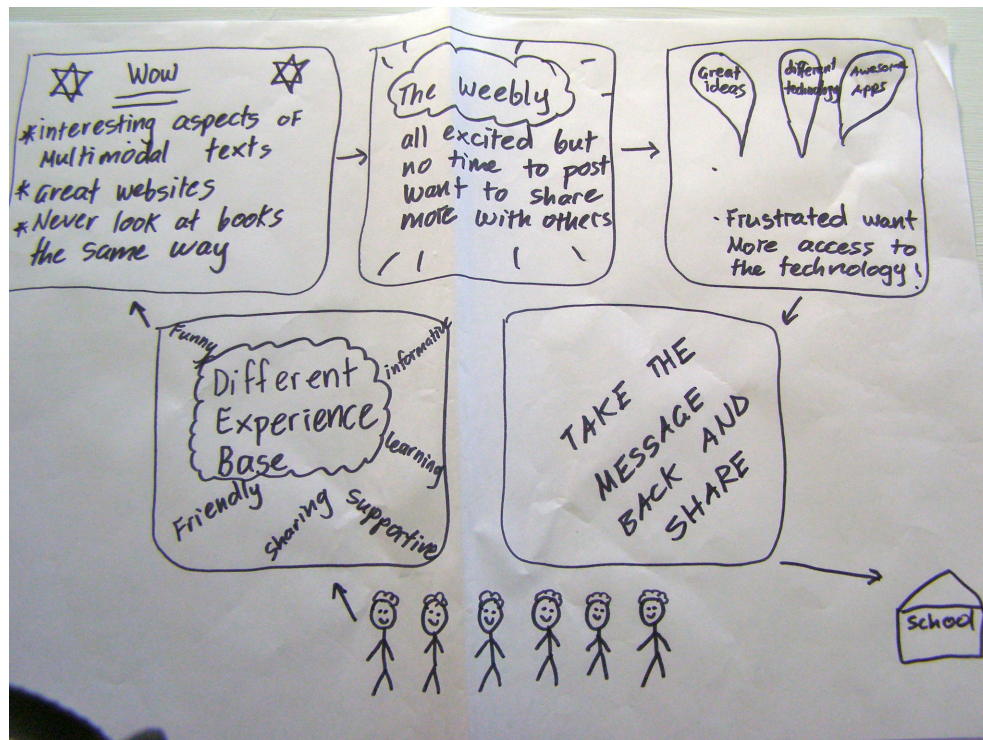 Wow
*interesting aspects of
Multimodal texts
*Great websites
*Never look at books
the same way
The Weebly
all excited but
no time to post
want to share
more with others
Great
ideas
different
technology
Awesome
Apps
· Frustrated want
More access to
the technology!
Funny
informative
Different
Experience
Base
learning
Friendly
Sharing
Supportive
TAKE THE
MESSAGE
BACK AND
SHARE
School